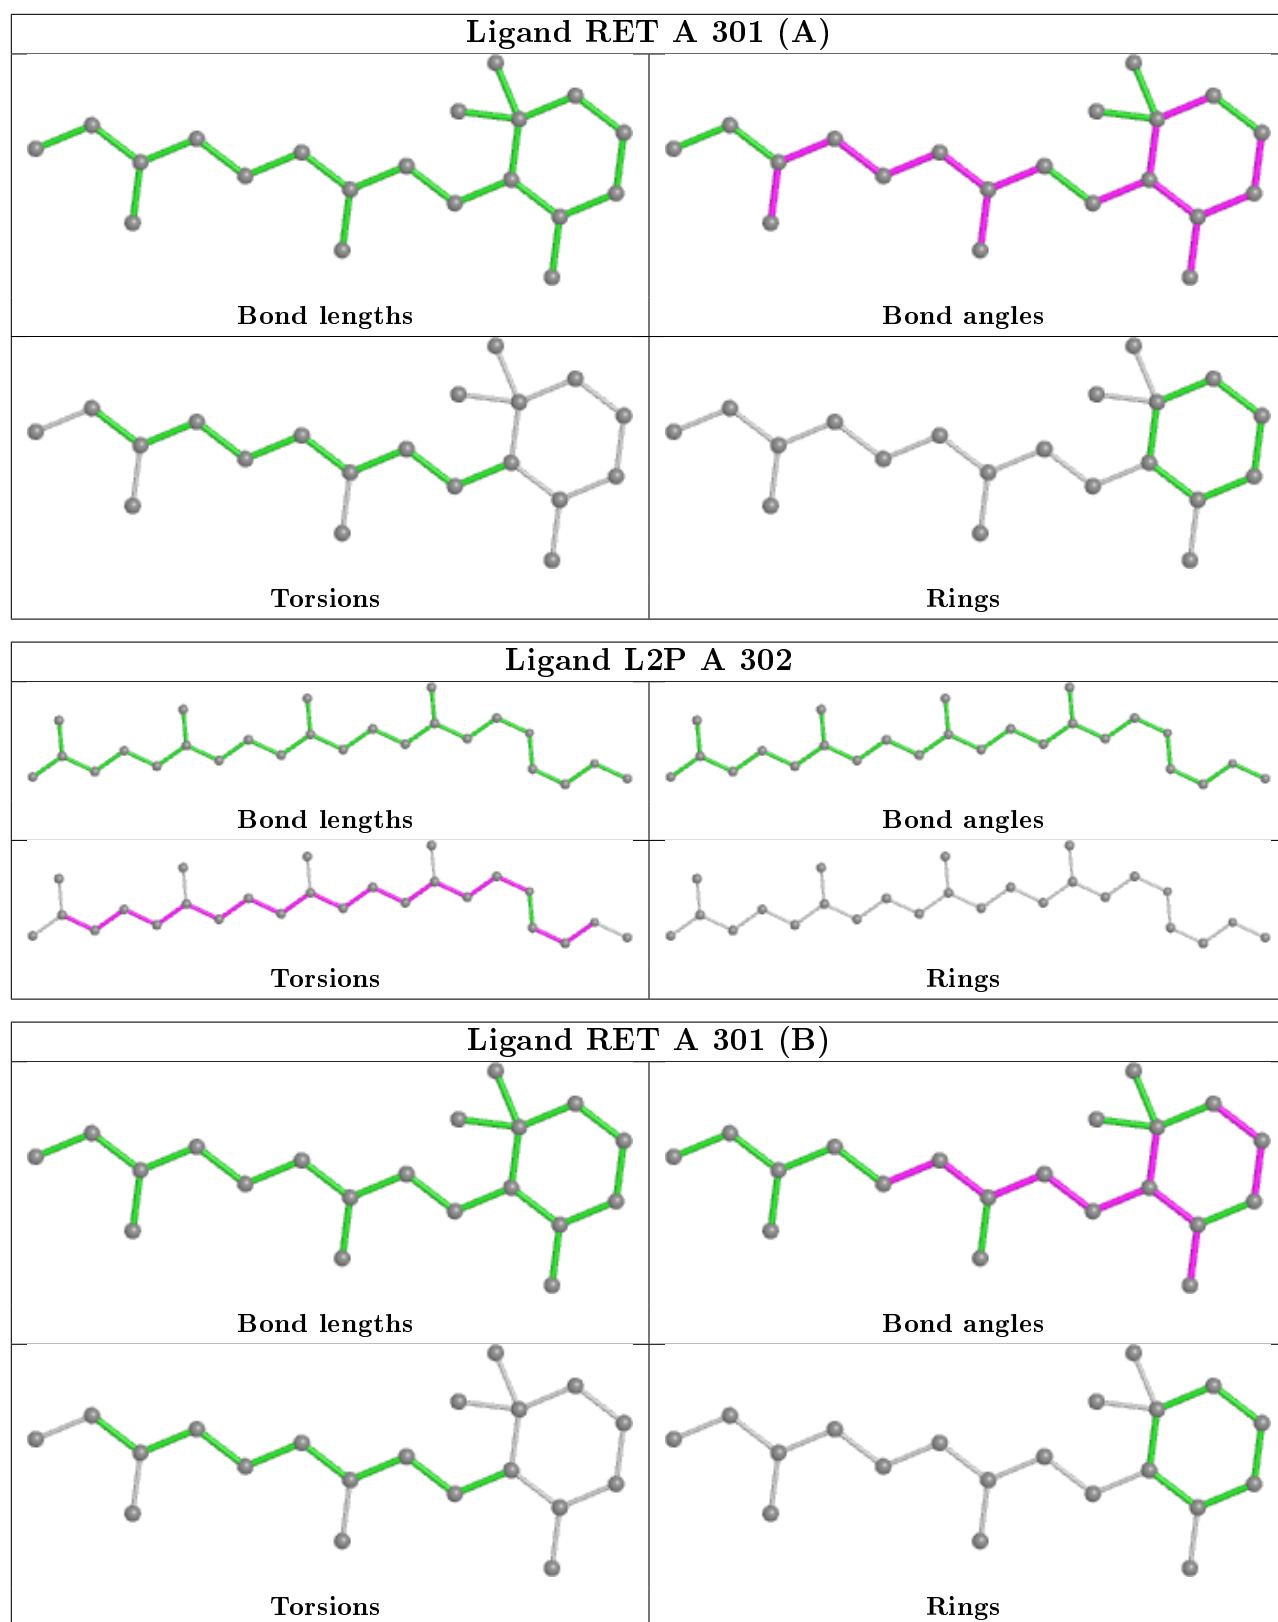 Ligand RET A 301 (A)
Bond lengths
Bond angles
Torsions
Rings
Ligand L2P A 302
Bond lengths
Bond angles
Torsions
Rings
Ligand RET A 301 (B)
Bond lengths
Bond angles
Torsions
Rings